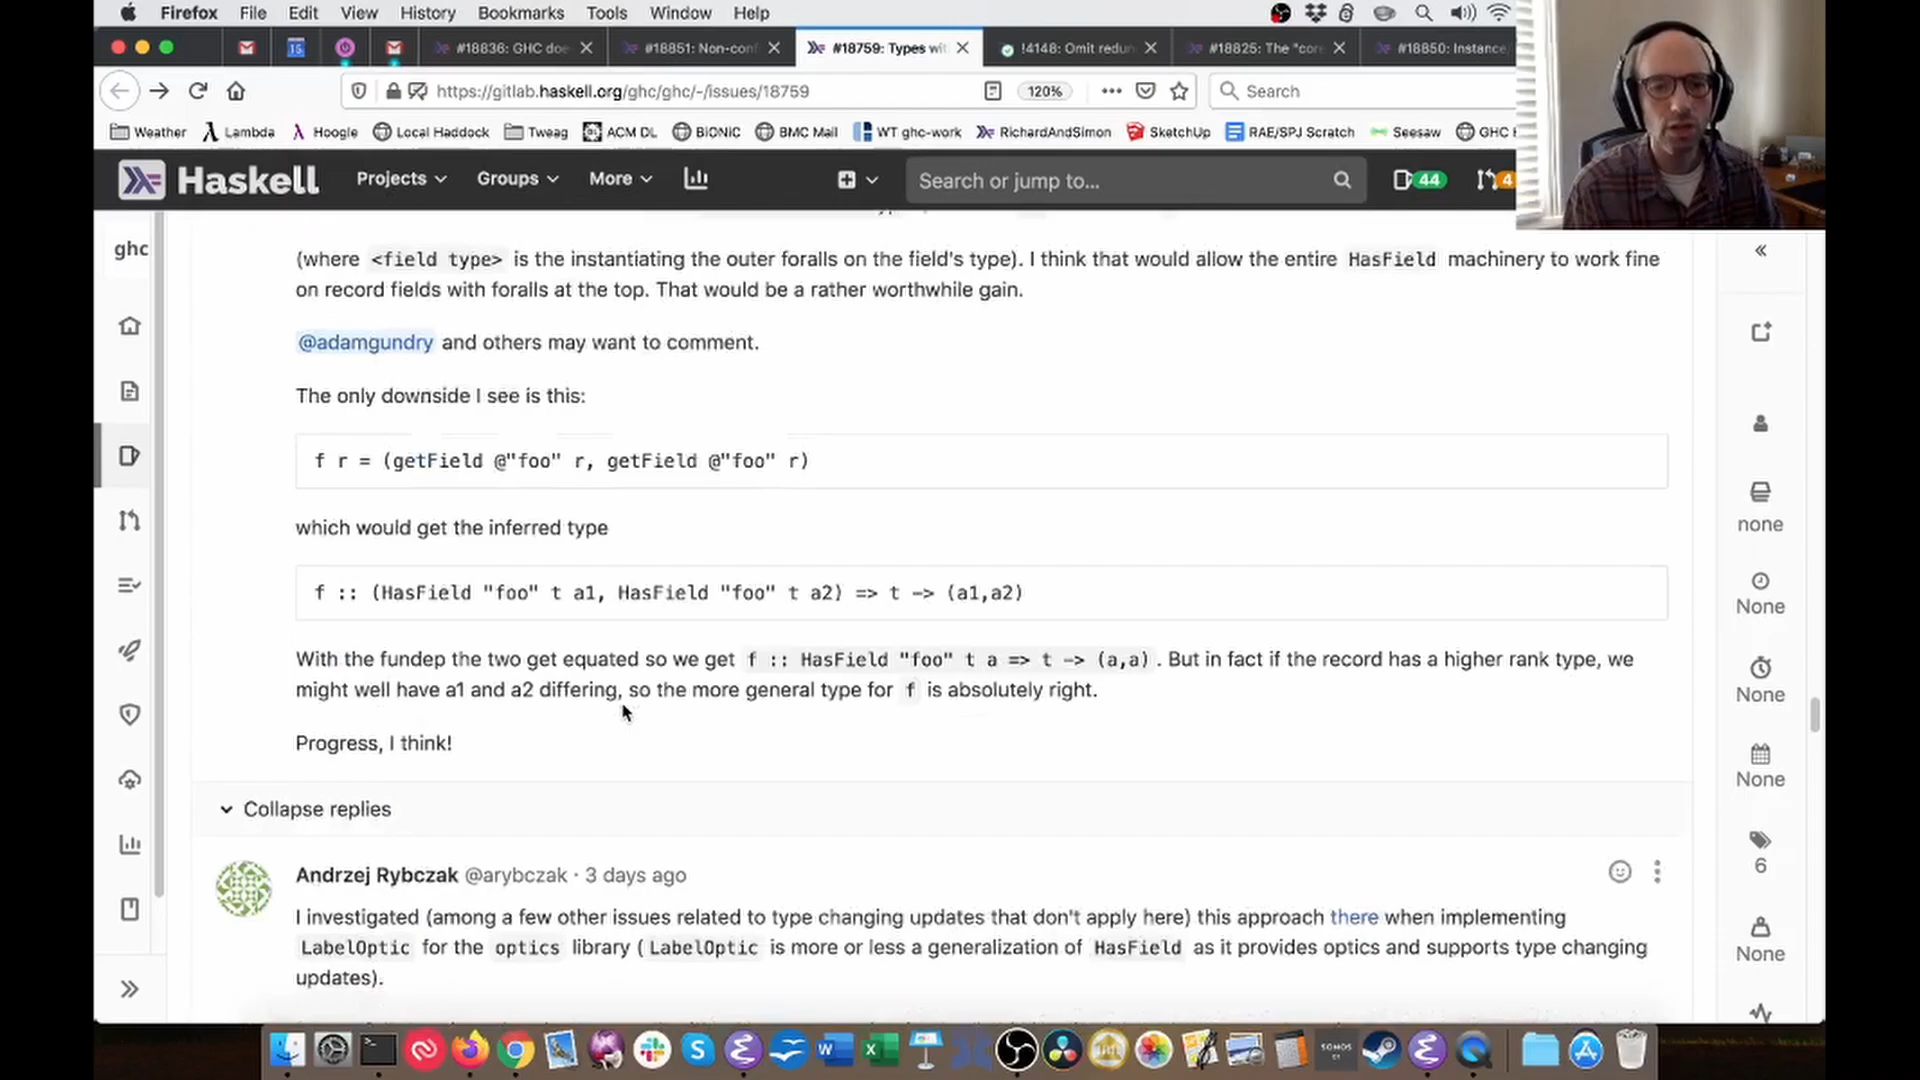 Firefox File Edit View History Bookmarks Tools Window Help
#18836: GHC doe #18851: Non-conf #18759: Types wit !4148: Omit redun #18825: The "cor #18850: Instance
https://gitlab.haskell.org/ghc/ghc/-/issues/18759 120% Search
Weather Lambda Hoogle Local Haddock Tweag ACM DL BIONIC BMC Mail WT ghc-work RichardAndSimon SketchUp RAE/SPJ Scratch Seesaw GHC
Haskell Projects Groups More Search or jump to... 44 4
ghc
(where <field type> is the instantiating the outer foralls on the field's type). I think that would allow the entire HasField machinery to work fine
on record fields with foralls at the top. That would be a rather worthwhile gain.
@adamgundry and others may want to comment.
The only downside I see is this:
f r = (getField @"foo" r, getField @"foo" r)
which would get the inferred type
f :: (HasField "foo" t a1, HasField "foo" t a2) => t -> (a1,a2)
With the fundep the two get equated so we get f :: HasField "foo" t a => t -> (a,a) . But in fact if the record has a higher rank type, we
might well have a1 and a2 differing, so the more general type for f is absolutely right.
Progress, I think!
Collapse replies
Andrzej Rybczak @arybczak · 3 days ago
I investigated (among a few other issues related to type changing updates that don't apply here) this approach there when implementing
LabelOptic for the optics library ( LabelOptic is more or less a generalization of HasField as it provides optics and supports type changing
updates).
none
None
None
None
6
None
SONOS